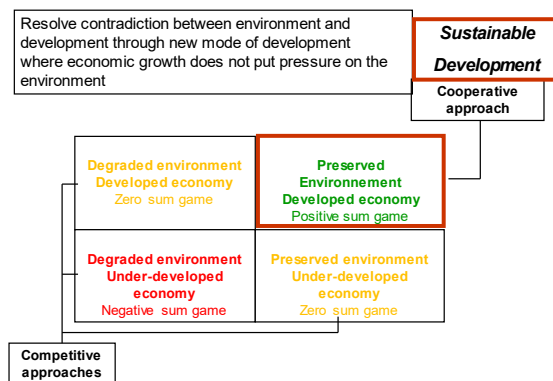 Resolve contradiction between environment and
development through new mode of development
where economic growth does not put pressure on the
environment
Sustainable
Development
Cooperative
approach
Degraded environment
Developed economy
Zero sum game
Preserved
Environnement
Developed economy
Positive sum game
Degraded environment
Under-developed
economy
Negative sum game
Preserved environment
Under-developed
economy
Zero sum game
Competitive
approaches